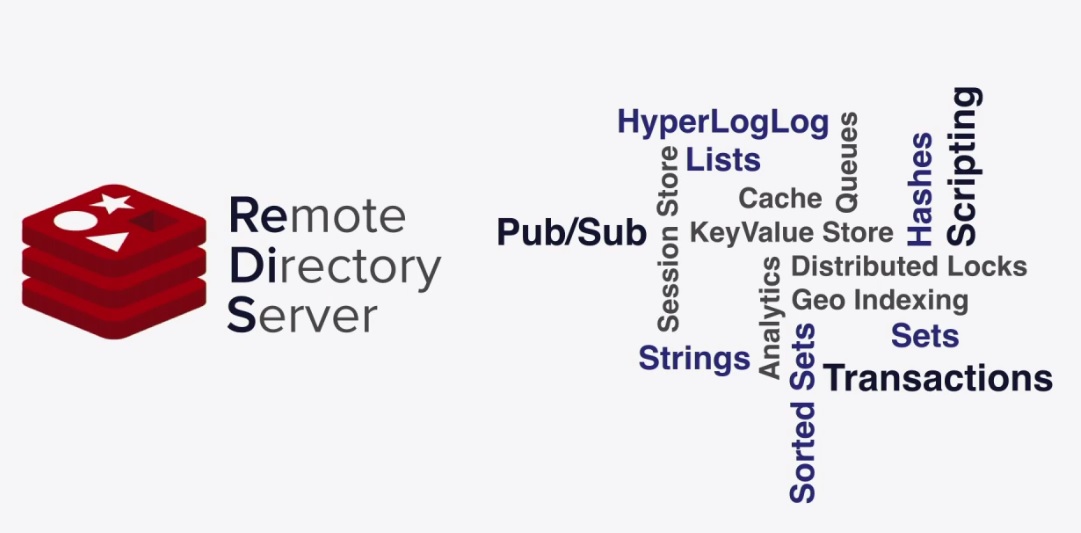 Remote
Directory
Server
HyperLogLog
Lists
Queues
Hashes
Scripting
Session Store
Cache
Pub/Sub
KeyValue Store
Distributed Locks
Analytics
Geo Indexing
Sets
Strings
Sorted Sets
Transactions